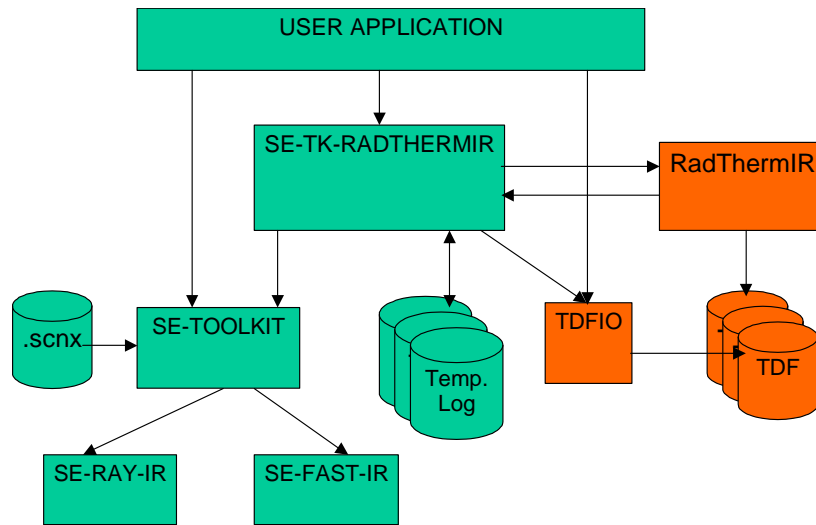 USER APPLICATION
SE-TK-RADTHERMIR
RadThermIR
.scnx
SE-TOOLKIT
Temp.
Log
TDFIO
TDF
SE-RAY-IR
SE-FAST-IR